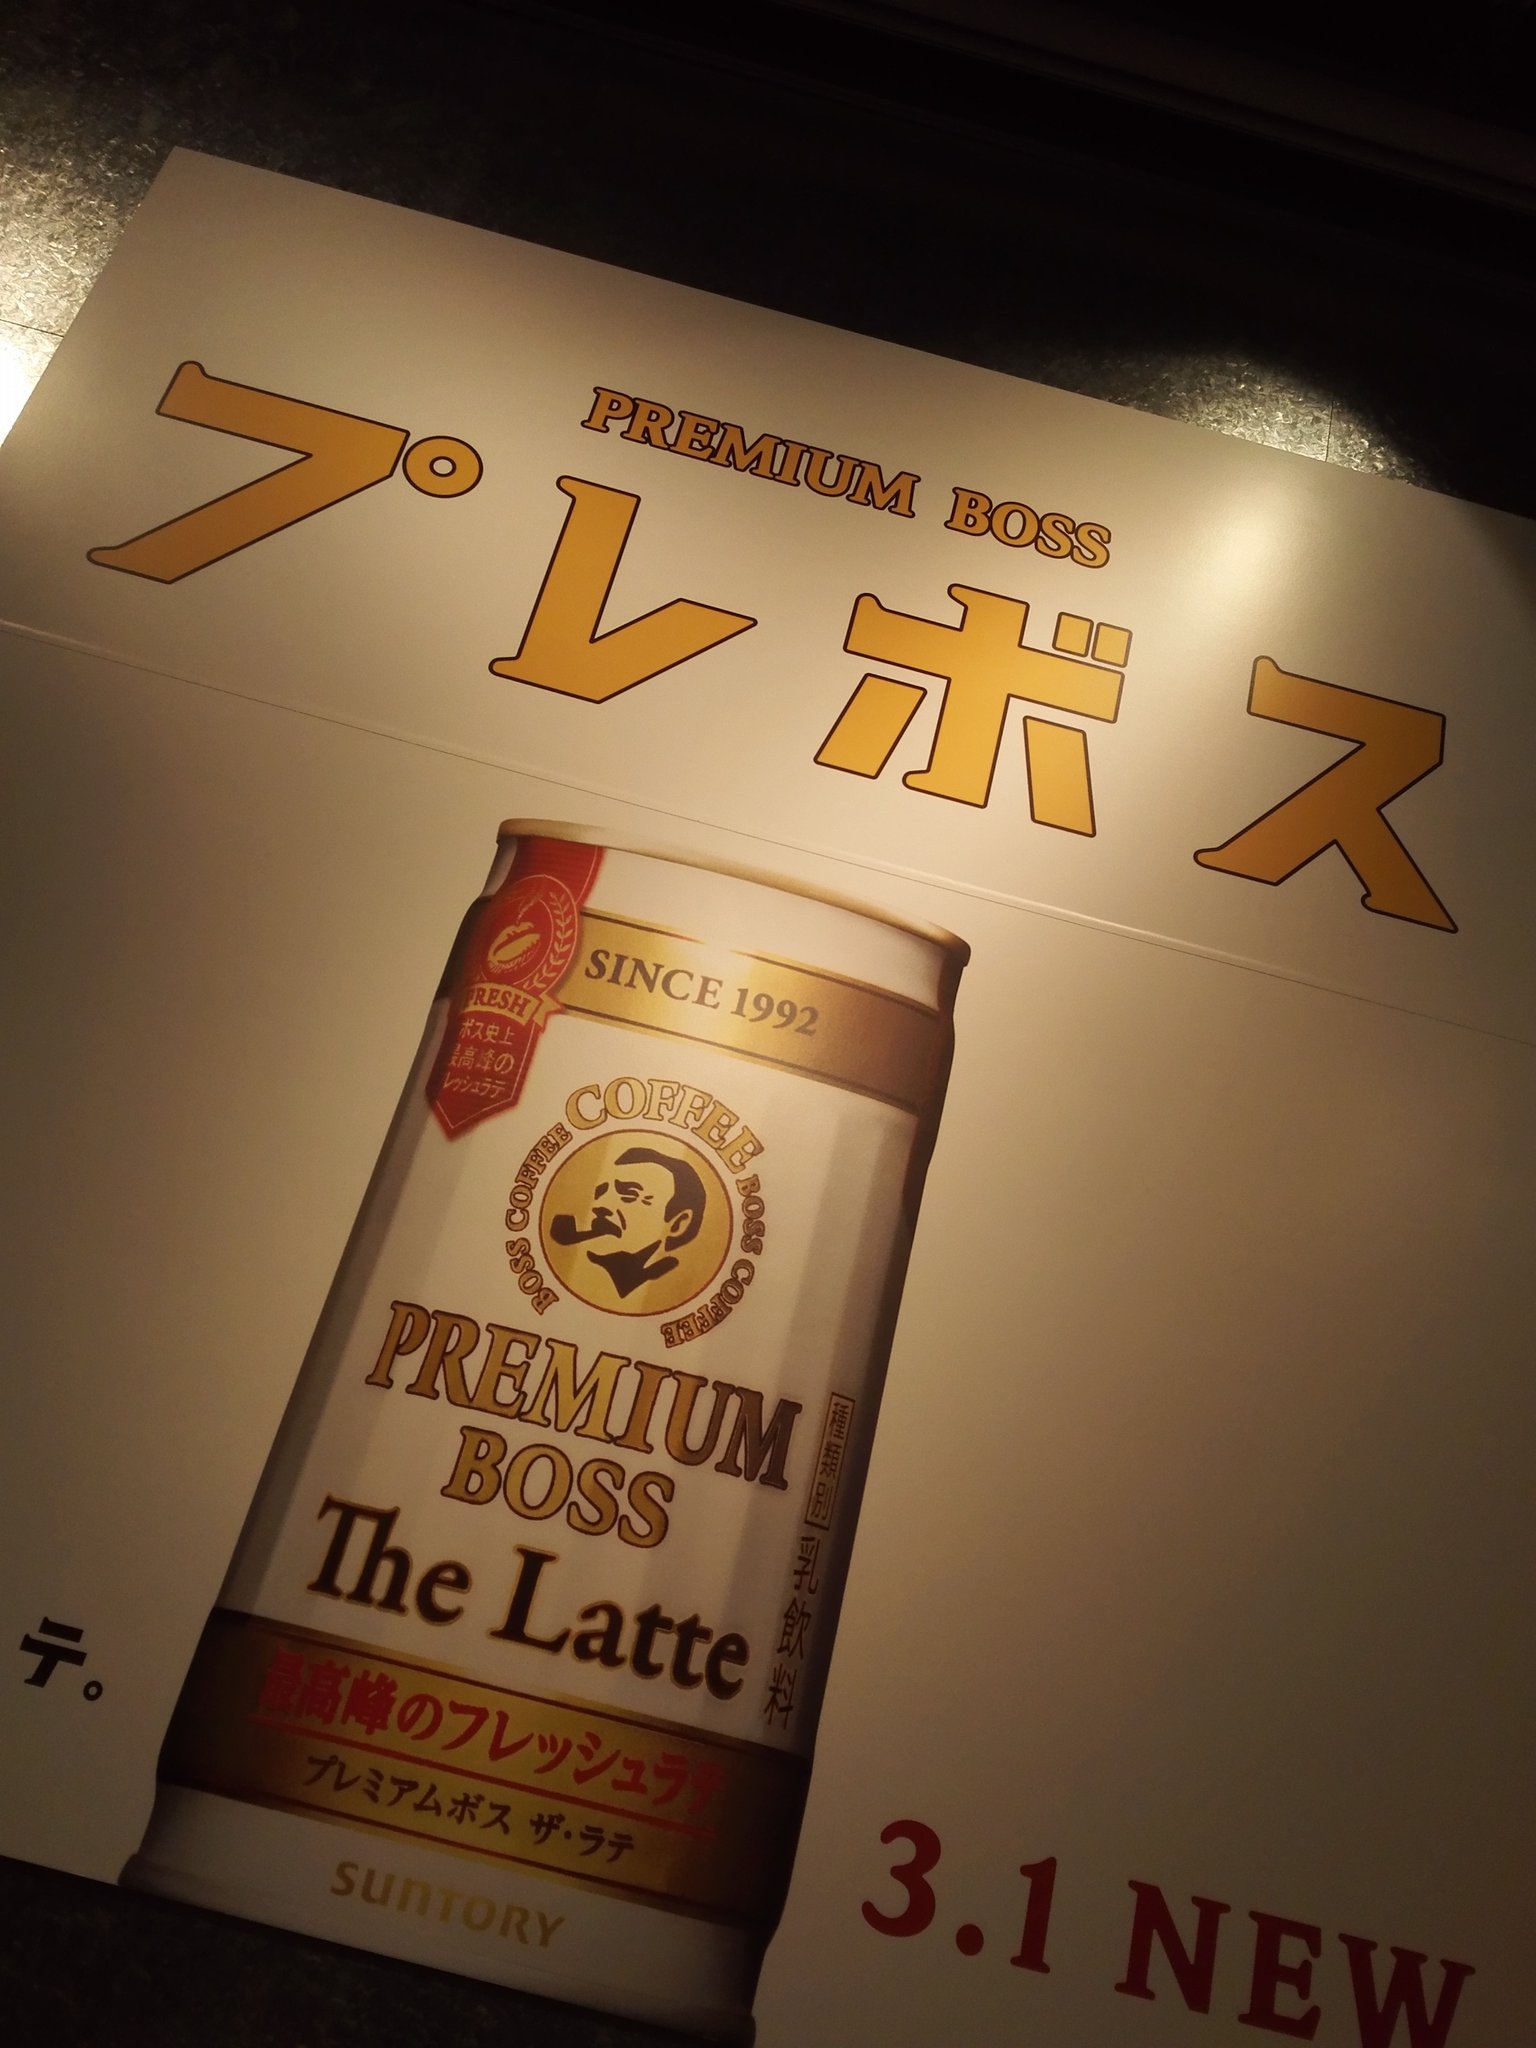 PREMIUM BOSS
プレボス
SINCE 1992
FRESH
ボス史上
最高峰の
レッシュラテ
COFFEE
BOSS COFFEE
BOSS COFFEE
PREMIUM
BOSS
The Latte
種類別 乳飲料
最高峰のフレッシュラテ
プレミアムボス ザ・ラテ
SUNTORY
テ。
3.1 NEW